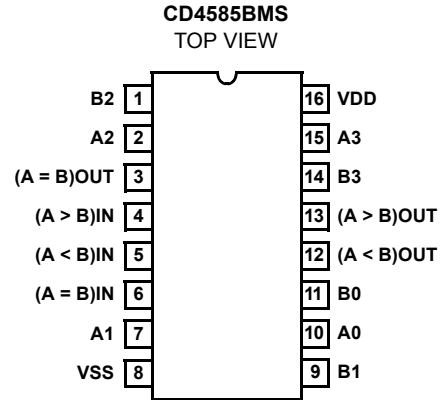 CD4585BMS
TOP VIEW
B2 1
16 VDD
A2 2
15 A3
(A = B)OUT 3
14 B3
(A > B)IN 4
13 (A > B)OUT
(A < B)IN 5
12 (A < B)OUT
(A = B)IN 6
11 B0
A1 7
10 A0
VSS 8
9 B1